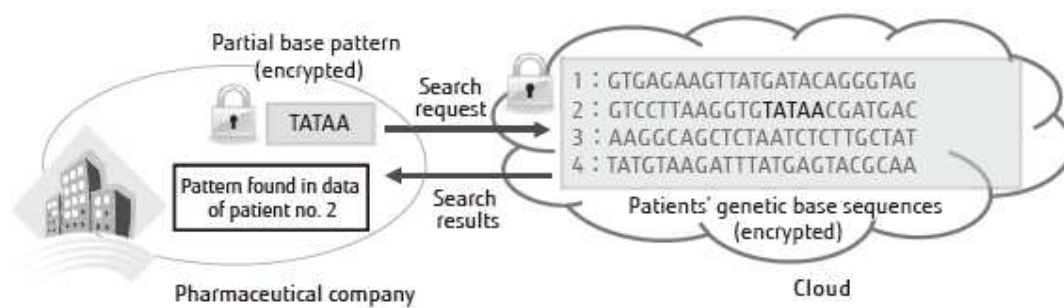 Partial base pattern
(encrypted)
TATAA
Search
request
Pattern found in data
of patient no. 2
Search
results
Pharmaceutical company
1 : GTGAGAAGTTATGATACAGGGTAG
2 : GTCCTTAAGGTGTATAACGATGAC
3 : AAGGCAGCTCTAATCTCTTGCTAT
4 : TATGTAAGATTTATGAGTACGCAA
Patients' genetic base sequences
(encrypted)
Cloud